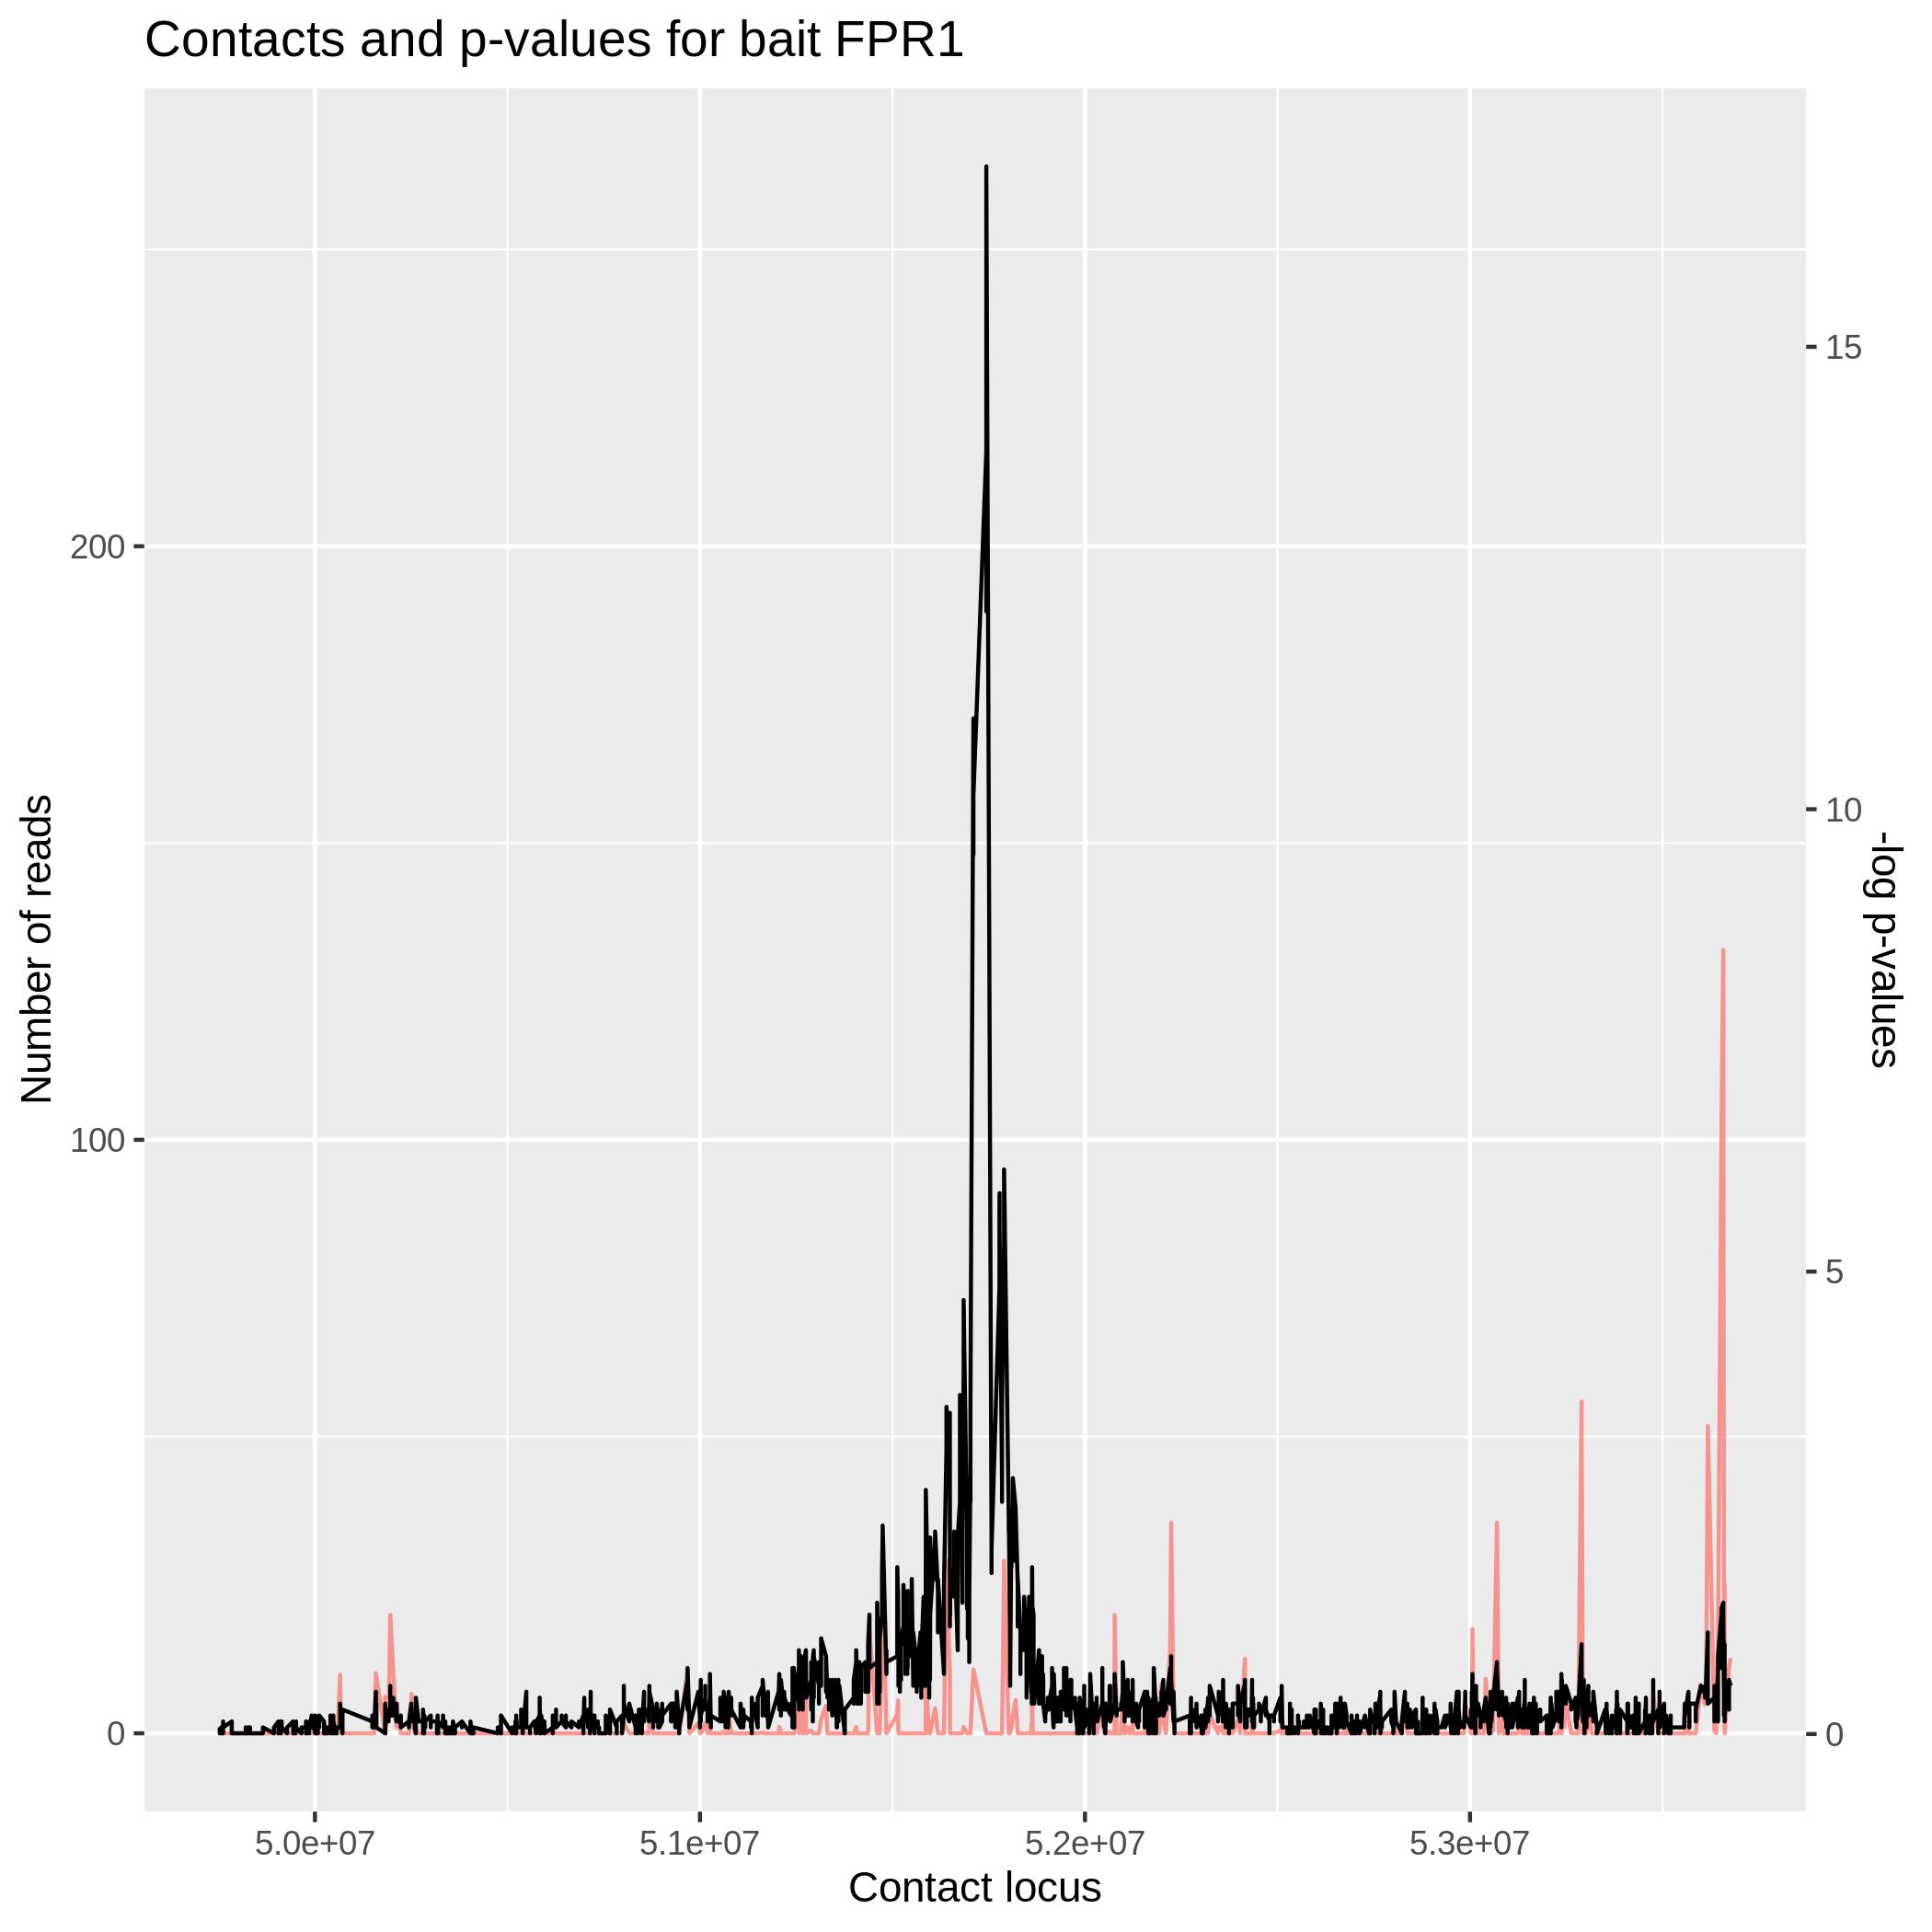 Contacts and p-values for bait FPR1
Number of reads
200
100
0
15
10
5
0
-log p-values
5.0e+07
5.1e+07
5.2e+07
5.3e+07
Contact locus